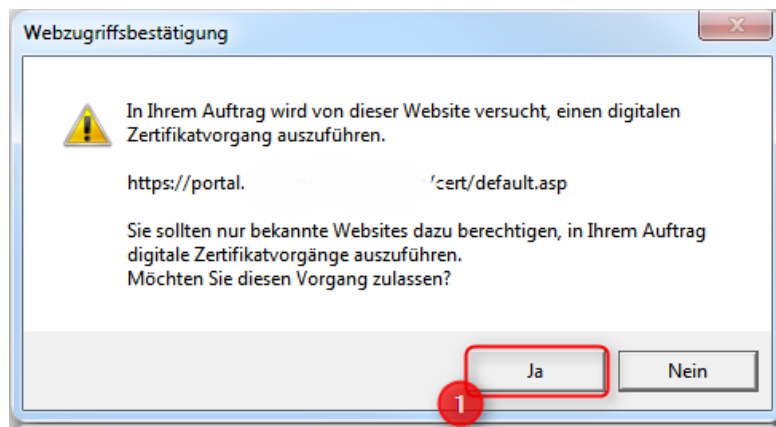 Webzugriffsbestätigung
In Ihrem Auftrag wird von dieser Website versucht, einen digitalen
Zertifikatvorgang auszuführen.
https://portal. /cert/default.asp
Sie sollten nur bekannte Websites dazu berechtigen, in Ihrem Auftrag
digitale Zertifikatvorgänge auszuführen.
Möchten Sie diesen Vorgang zulassen?
Ja Nein
1